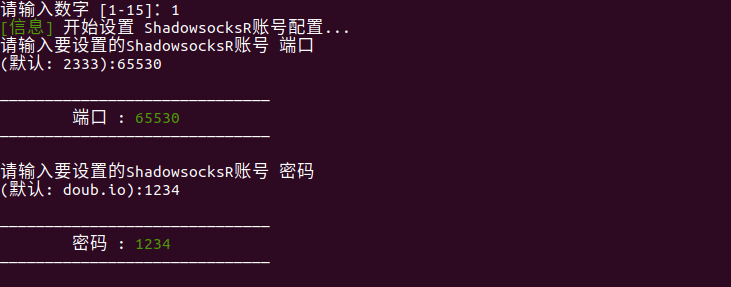 请输入数字 [1-15]：1
[信息] 开始设置 ShadowsocksR账号配置...
请输入要设置的ShadowsocksR账号 端口
(默认: 2333):65530
——————————————————————————————
端口 : 65530
——————————————————————————————
请输入要设置的ShadowsocksR账号 密码
(默认: doub.io):1234
——————————————————————————————
密码 : 1234
——————————————————————————————